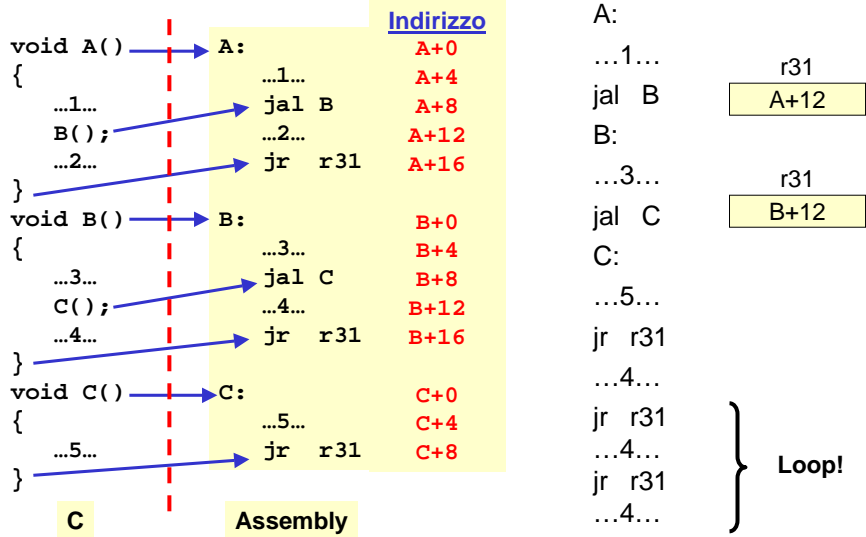 Indirizzo
void A() A: A+0
{ …1… A+4
…1… jal B A+8
B(); …2… A+12
…2… jr r31 A+16
}
void B() B: B+0
{ …3… B+4
…3… jal C B+8
C(); …4… B+12
…4… jr r31 B+16
}
void C() C: C+0
{ …5… C+4
…5… jr r31 C+8
}
C Assembly
A:
…1…
r31
jal B A+12
B:
…3…
r31
jal C B+12
C:
…5…
jr r31
…4…
jr r31
…4…
Loop!
jr r31
…4…